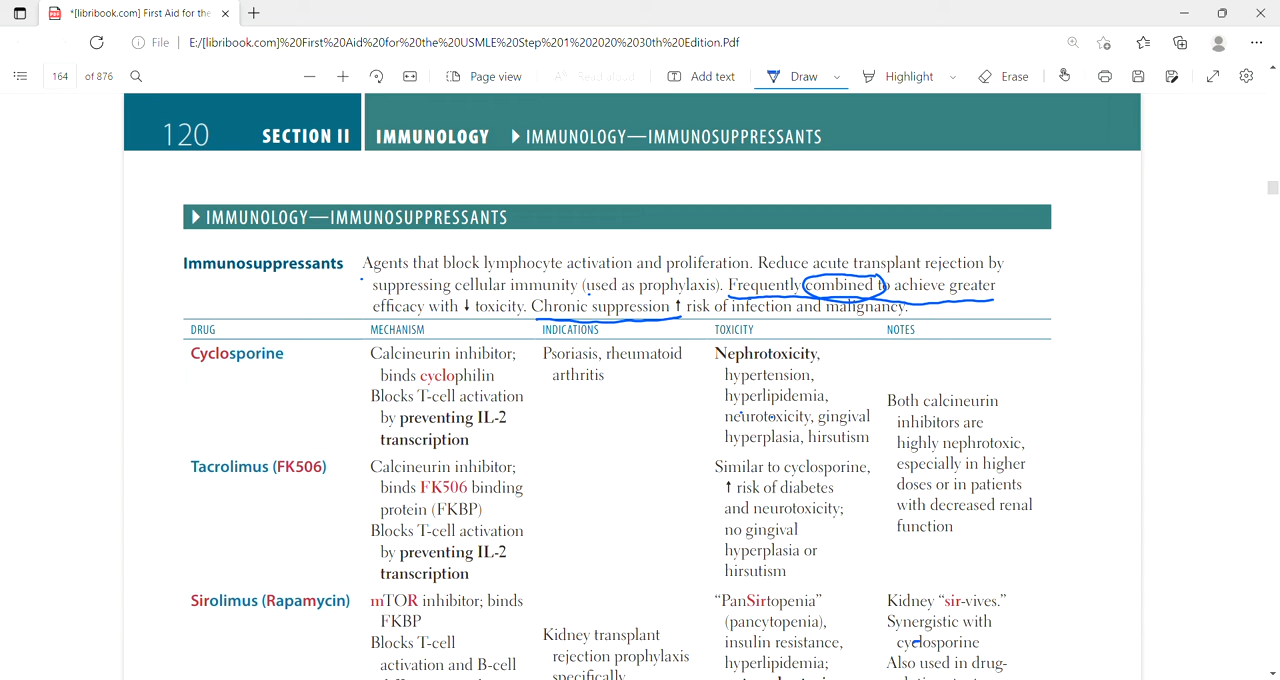 *[libribook.com] First Aid for the
File | E:/[libribook.com]%20First%20Aid%20for%20the%20USMLE%20Step%201%202020%2030th%20Edition.Pdf
164 of 876 Page view Read aloud Add text Draw Highlight Erase
120 SECTION II IMMUNOLOGY IMMUNOLOGY—IMMUNOSUPPRESSANTS
IMMUNOLOGY—IMMUNOSUPPRESSANTS
Immunosuppressants Agents that block lymphocyte activation and proliferation. Reduce acute transplant rejection by
suppressing cellular immunity (used as prophylaxis). Frequently combined to achieve greater
efficacy with ↓ toxicity. Chronic suppression ↑ risk of infection and malignancy.
DRUG MECHANISM INDICATIONS TOXICITY NOTES
Cyclosporine
Calcineurin inhibitor;
binds cyclophilin
Blocks T-cell activation
by preventing IL-2
transcription
Psoriasis, rheumatoid
arthritis
Nephrotoxicity,
hypertension,
hyperlipidemia,
neurotoxicity, gingival
hyperplasia, hirsutism
Both calcineurin
inhibitors are
highly nephrotoxic,
especially in higher
doses or in patients
with decreased renal
function
Tacrolimus (FK506)
Calcineurin inhibitor;
binds FK506 binding
protein (FKBP)
Blocks T-cell activation
by preventing IL-2
transcription
Similar to cyclosporine,
↑ risk of diabetes
and neurotoxicity;
no gingival
hyperplasia or
hirsutism
Sirolimus (Rapamycin)
mTOR inhibitor; binds
FKBP
Blocks T-cell
activation and B-cell
Kidney transplant
rejection prophylaxis
specifically
"PanSirtopenia"
(pancytopenia),
insulin resistance,
hyperlipidemia;
Kidney "sir-vives."
Synergistic with
cyclosporine
Also used in drug-